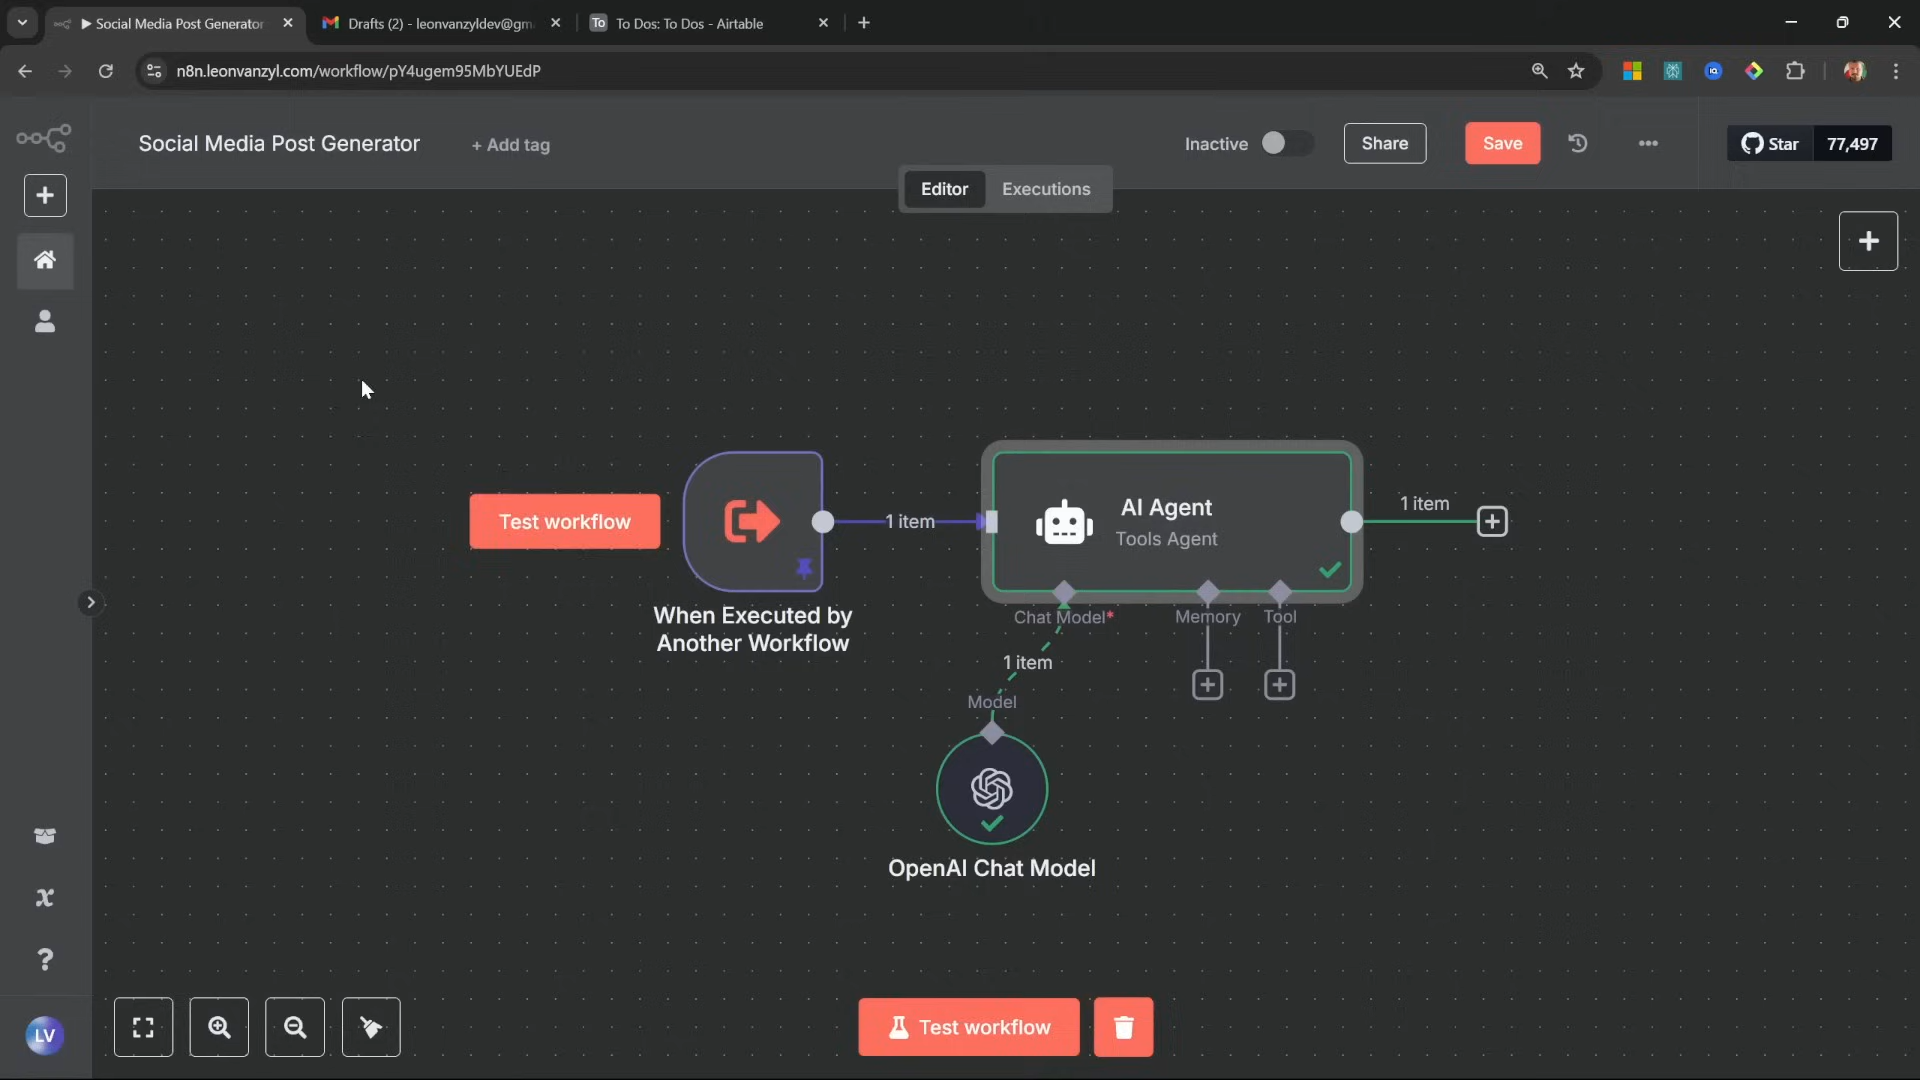 Social Media Post Generator
Drafts (2) - leonvanzyldev@gm
To To Dos: To Dos - Airtable
n8n.leonvanzyl.com/workflow/pY4ugem95MbYUEdP
Social Media Post Generator
+ Add tag
Inactive
Share
Save
Star
77,497
Editor
Executions
Test workflow
1 item
AI Agent
Tools Agent
1 item
When Executed by
Another Workflow
Chat Model*
Memory
Tool
1 item
Model
OpenAI Chat Model
LV
Test workflow